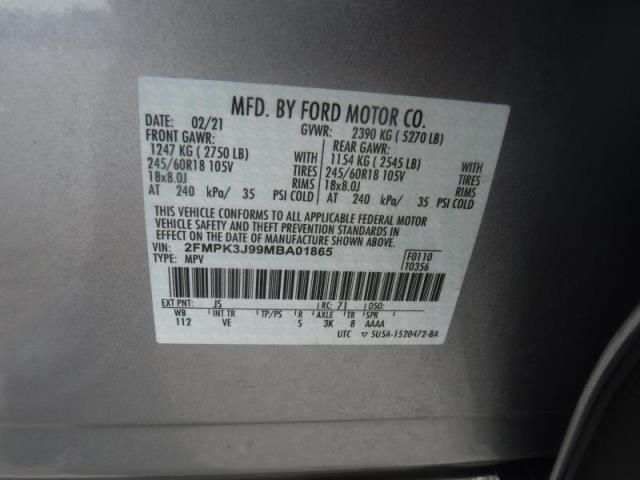 MFD. BY FORD MOTOR CO.
DATE: 02/21 GVWR: 2390 KG ( 5270 LB)
FRONT GAWR: REAR GAWR:
1247 KG ( 2750 LB) WITH 1154 KG ( 2545 LB) WITH
245/60R18 105V TIRES 245/60R18 105V TIRES
18x8.0J RIMS 18x8.0J RIMS
AT 240 kPa/ 35 PSI COLD AT 240 kPa/ 35 PSI COLD
THIS VEHICLE CONFORMS TO ALL APPLICABLE FEDERAL MOTOR
VEHICLE SAFETY AND THEFT PREVENTION STANDARDS IN
EFFECT ON THE DATE OF MANUFACTURE SHOWN ABOVE.
VIN: 2FMPK3J99MBA01865 F0110
TYPE: MPV T0356
EXT PNT: JS RC: 71 DSO:
WB INT TR TP/PS R AXLE TR SPR
112 VE S 3K 8 AAAA
UTC ▽ 5U5A-1520472-BA